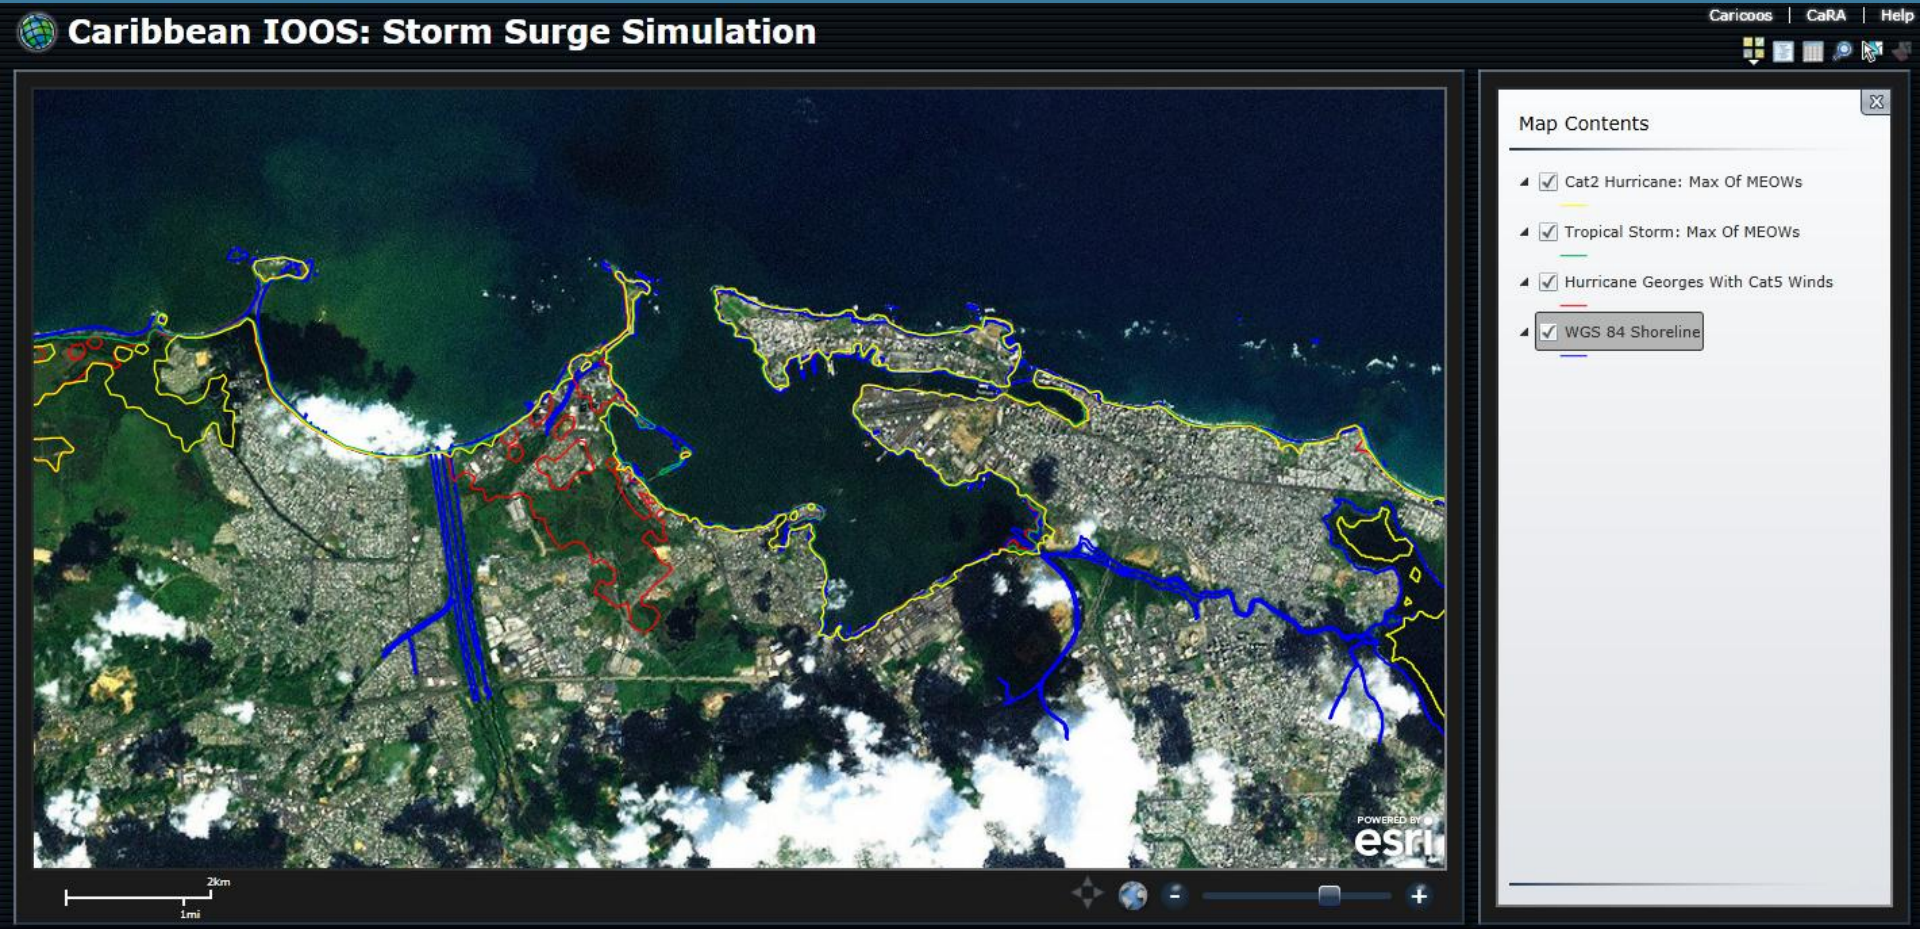 Caribbean IOOS: Storm Surge Simulation
Caricoos | CaRA | Help
Map Contents
Cat2 Hurricane: Max Of MEOWs
Tropical Storm: Max Of MEOWs
Hurricane Georges With Cat5 Winds
WGS 84 Shoreline
POWERED BY
esri
2km
1mi